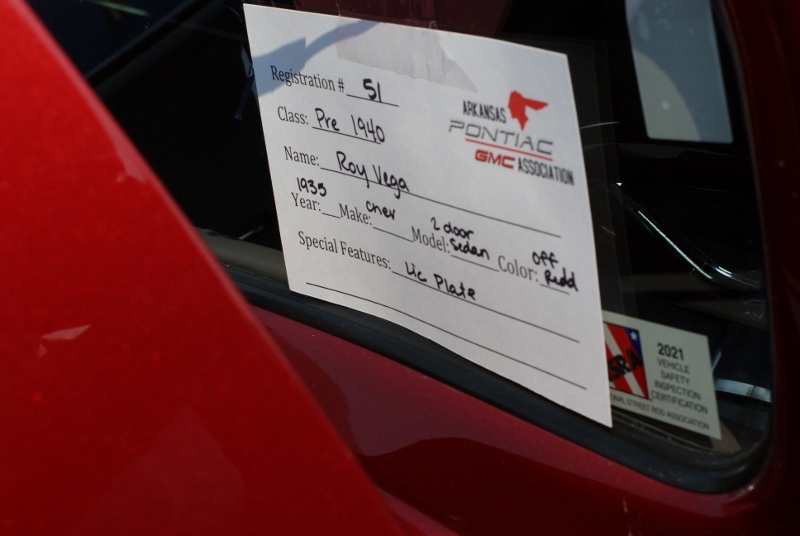 Registration # 51
ARKANSAS
PONTIAC
GMC ASSOCIATION
Class: Pre 1940
Name: Roy Vega
Year: 1935 Make: Chev Model: 2 door Sedan Color: off Redd
Special Features: Lic Plate
SRA
2021
VEHICLE
SAFETY
INSPECTION
CERTIFICATION
STREET ROD ASSOCIATION